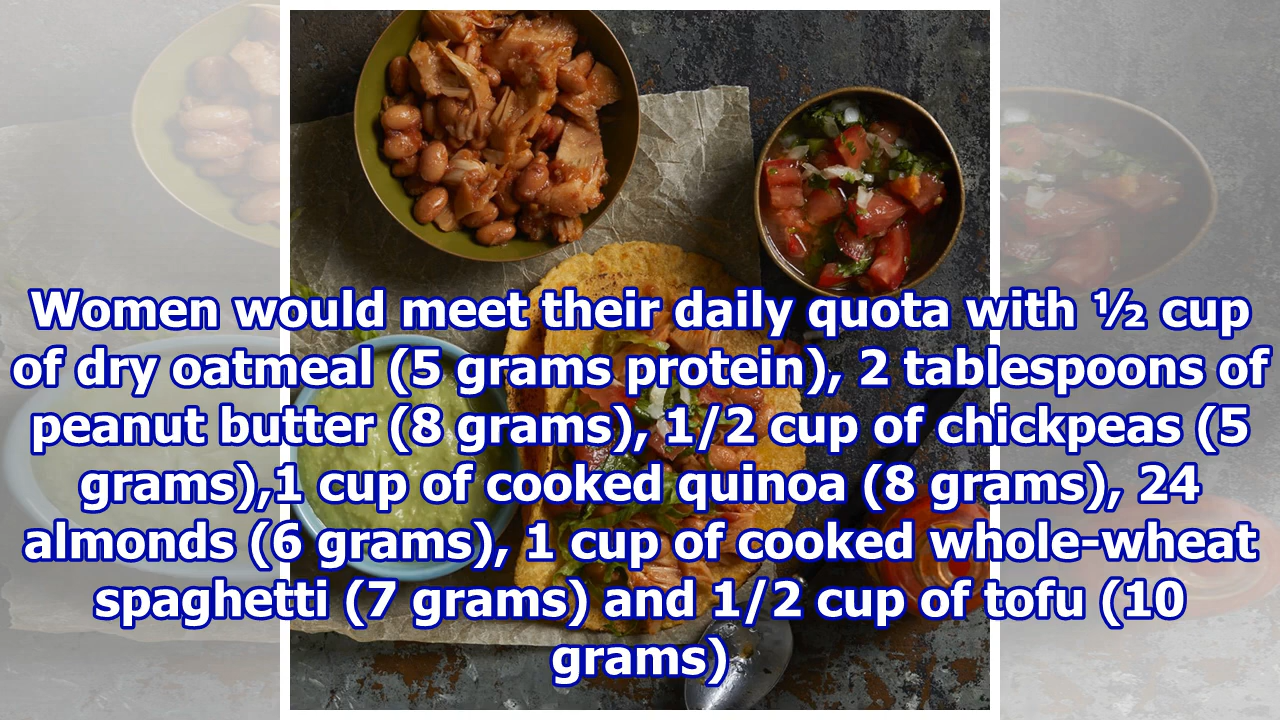 Women would meet their daily quota with ½ cup
of dry oatmeal (5 grams protein), 2 tablespoons of
peanut butter (8 grams), 1/2 cup of chickpeas (5
grams),1 cup of cooked quinoa (8 grams), 24
almonds (6 grams), 1 cup of cooked whole-wheat
spaghetti (7 grams) and 1/2 cup of tofu (10
grams)